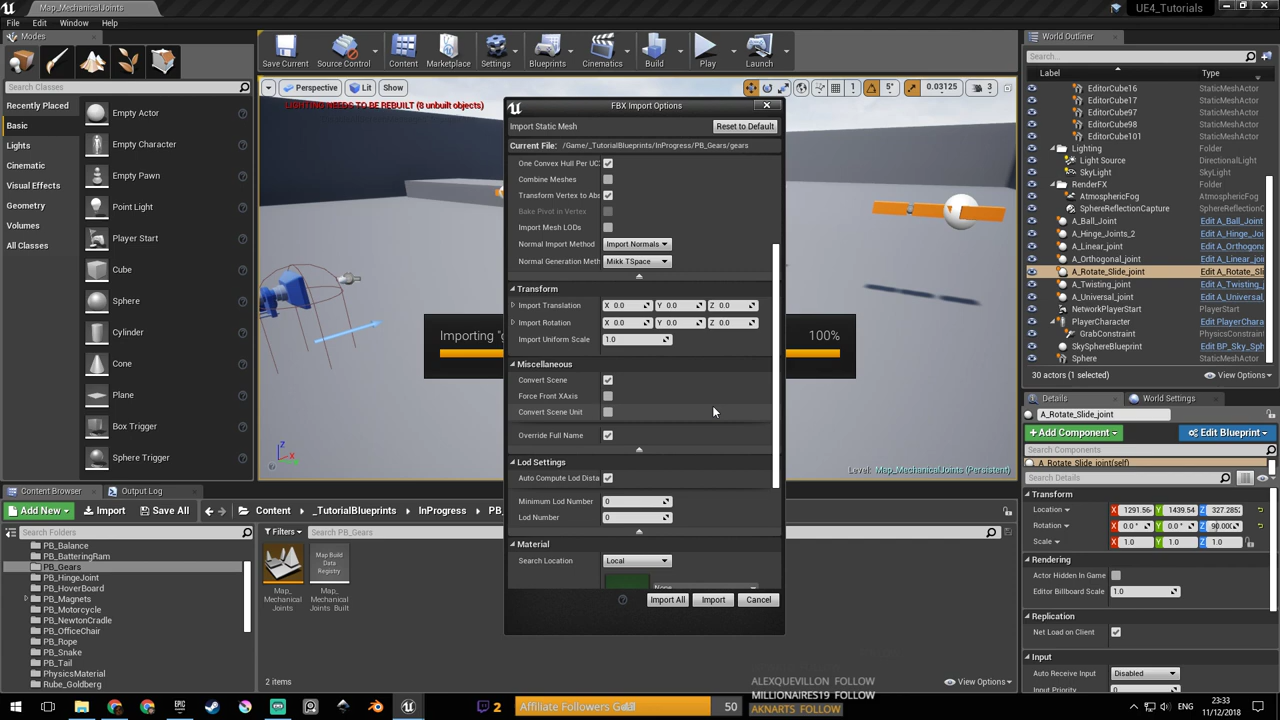 Map_MechanicalJoints
UE4_Tutorials
File Edit Window Help
Modes
Search Classes
Recently Placed
Basic
Lights
Cinematic
Visual Effects
Geometry
Volumes
All Classes
Empty Actor
Empty Character
Empty Pawn
Point Light
Player Start
Cube
Sphere
Cylinder
Cone
Plane
Box Trigger
Sphere Trigger
Save Current Source Control Content Marketplace Settings Blueprints Cinematics Build Play Launch
Perspective Lit Show
5° 0.03125 3
LIGHTING NEEDS TO BE REBUILT (8 unbuilt objects)
Importing "g
100%
Level: Map_MechanicalJoints (Persistent)
FBX Import Options
Import Static Mesh Reset to Default
Current File: /Game/_TutorialBlueprints/InProgress/PB_Gears/gears
One Convex Hull Per UC
Combine Meshes
Transform Vertex to Abs
Bake Pivot in Vertex
Import Mesh LODs
Normal Import Method Import Normals
Normal Generation Meth Mikk TSpace
Transform
Import Translation X 0.0 Y 0.0 Z 0.0
Import Rotation X 0.0 Y 0.0 Z 0.0
Import Uniform Scale 1.0
Miscellaneous
Convert Scene
Force Front XAxis
Convert Scene Unit
Override Full Name
Lod Settings
Auto Compute Lod Dista
Minimum Lod Number 0
Lod Number 0
Material
Search Location Local
None
Import All Import Cancel
World Outliner
Search...
Label Type
EditorCube16 StaticMeshActor
EditorCube17 StaticMeshActor
EditorCube97 StaticMeshActor
EditorCube98 StaticMeshActor
EditorCube101 StaticMeshActor
Lighting Folder
Light Source DirectionalLight
SkyLight SkyLight
RenderFX Folder
AtmosphericFog AtmosphericFog
SphereReflectionCapture SphereReflection
A_Ball_Joint Edit A_Ball_Joint
A_Hinge_Joints_2 Edit A_Hinge_Joi
A_Linear_joint Edit A_Linear_joi
A_Orthogonal_joint Edit A_Orthogona
A_Rotate_Slide_joint Edit A_Rotate_Sl
A_Twisting_joint Edit A_Twisting_j
A_Universal_joint Edit A_Universal_
NetworkPlayerStart PlayerStart
PlayerCharacter Edit PlayerChara
GrabConstraint PhysicsConstrain
SkySphereBlueprint Edit BP_Sky_Sph
Sphere StaticMeshActor
30 actors (1 selected) View Options
Details World Settings
A_Rotate_Slide_joint
Add Component Edit Blueprint
Search Components
A_Rotate_Slide_joint(self)
Search Details
Transform
Location X 1291.56 Y 1439.54 Z 327.285
Rotation X 0.0 ° Y 0.0 ° Z 90.00
Scale X 1.0 Y 1.0 Z 1.0
Rendering
Actor Hidden In Game
Editor Billboard Scale 1.0
Replication
Net Load on Client
Input
Auto Receive Input Disabled
Input Priority 0
Content Browser Output Log
Add New Import Save All Content _TutorialBlueprints InProgress PB_
Search Folders
PB_Balance
PB_BatteringRam
PB_Gears
PB_HingeJoint
PB_HoverBoard
PB_Magnets
PB_Motorcycle
PB_NewtonCradle
PB_OfficeChair
PB_Rope
PB_Snake
PB_Tail
PhysicsMaterial
Rube_Goldberg
Filters Search PB_Gears
Map_
Mechanical
Joints
Map Build
Data
Registry
Map_
Mechanical
Joints Built
2 items
View Options
ALEXQUEVILLON FOLLOW
MILLIONAIRES19 FOLLOW
AKNARTS FOLLOW
2
50
23:33
11/12/2018